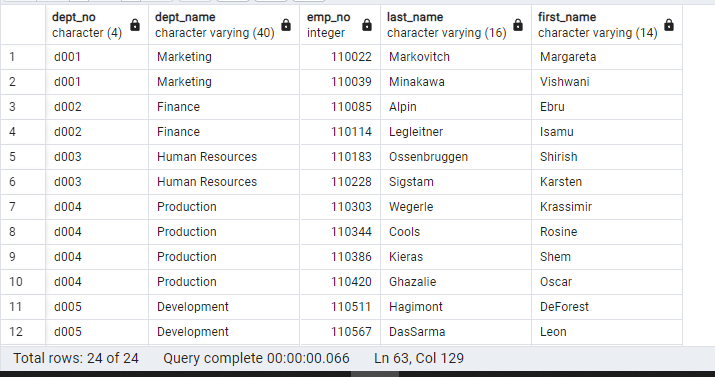 dept_no dept_name emp_no last_name first_name
character (4) character varying (40) integer character varying (16) character varying (14)
1 d001 Marketing 110022 Markovitch Margareta
2 d001 Marketing 110039 Minakawa Vishwani
3 d002 Finance 110085 Alpin Ebru
4 d002 Finance 110114 Legleitner Isamu
5 d003 Human Resources 110183 Ossenbruggen Shirish
6 d003 Human Resources 110228 Sigstam Karsten
7 d004 Production 110303 Wegerle Krassimir
8 d004 Production 110344 Cools Rosine
9 d004 Production 110386 Kieras Shem
10 d004 Production 110420 Ghazalie Oscar
11 d005 Development 110511 Hagimont DeForest
12 d005 Development 110567 DasSarma Leon
Total rows: 24 of 24 Query complete 00:00:00.066 Ln 63, Col 129